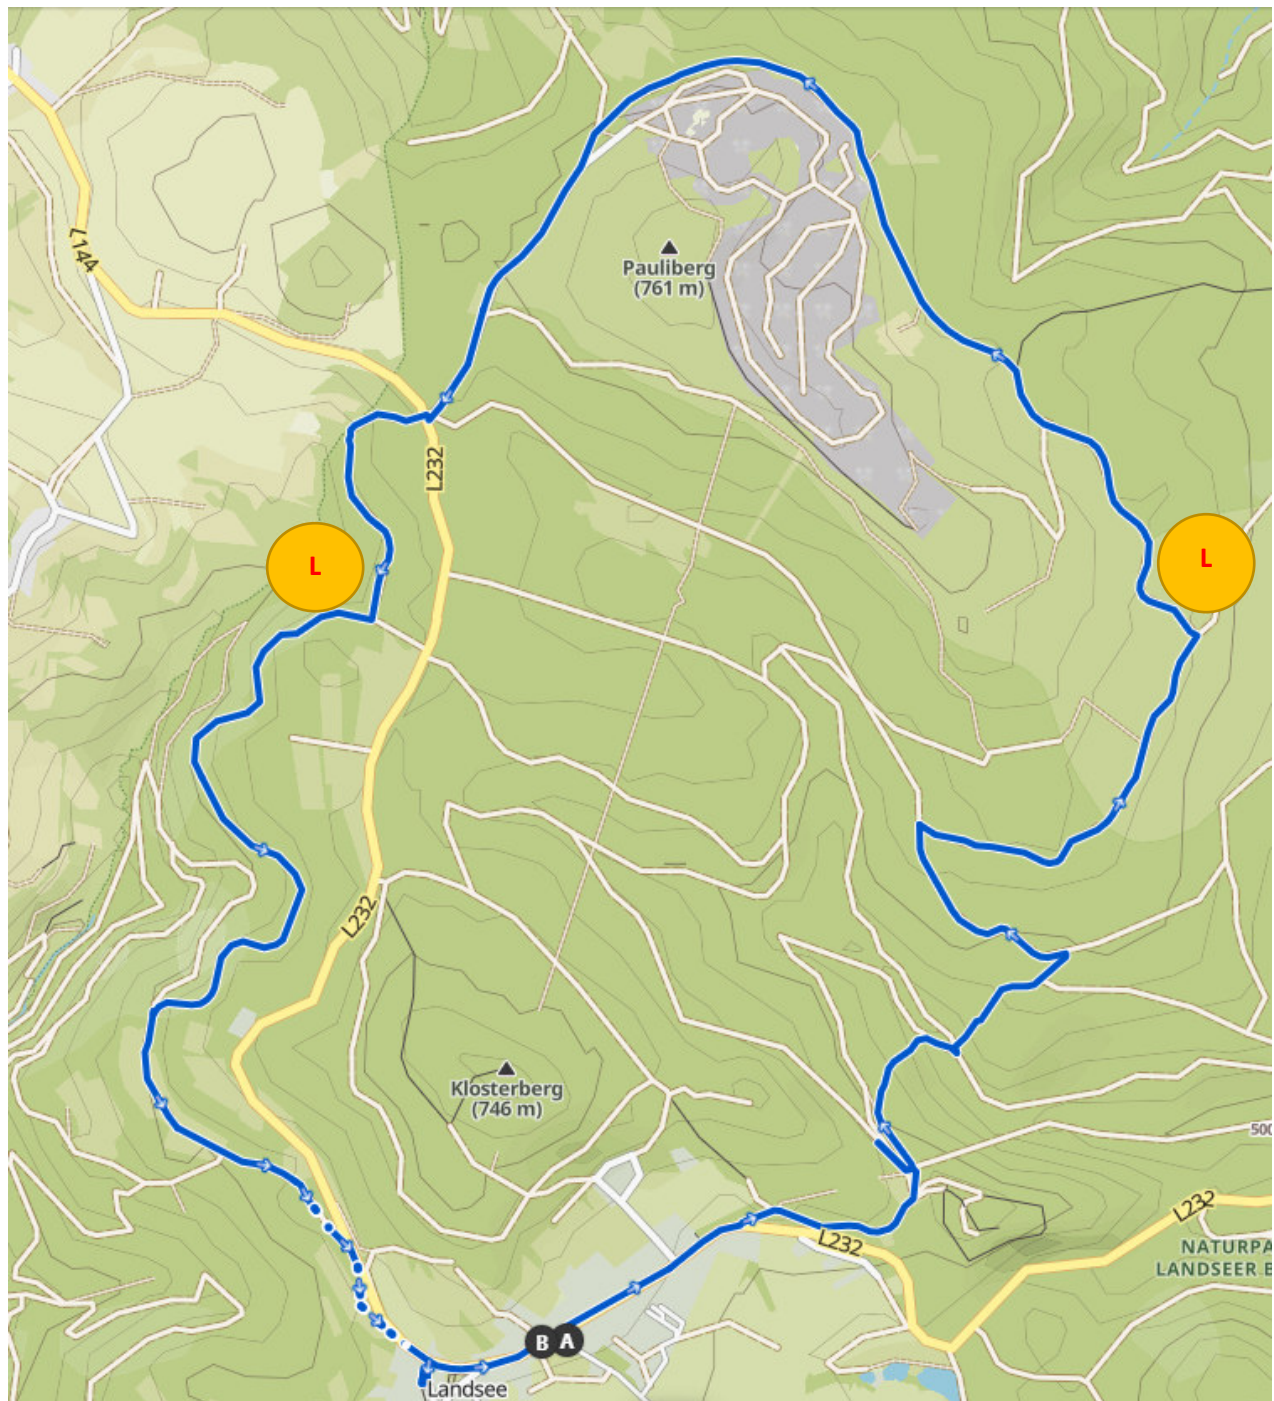 L144
Pauliberg
(761 m)
L232
L
L
L232
Klosterberg
(746 m)
500
L232
L232
NATURPA
LANDSEER B
B
A
Landsee